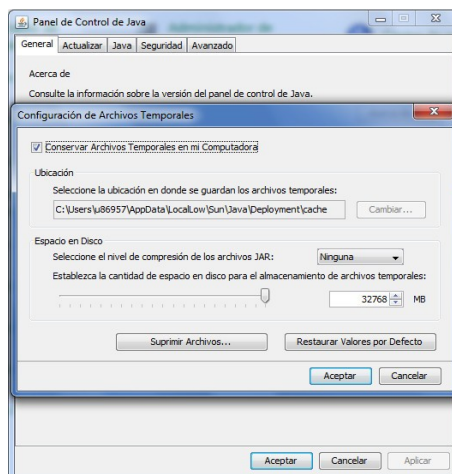 Panel de Control de Java
General Actualizar Java Seguridad Avanzado
Acerca de
Consulte la información sobre la versión del panel de control de Java.
Configuración de Archivos Temporales
Conservar Archivos Temporales en mi Computadora
Ubicación
Seleccione la ubicación en donde se guardan los archivos temporales:
C:\Users\u86957\AppData\LocalLow\Sun\Java\Deployment\cache Cambiar...
Espacio en Disco
Seleccione el nivel de compresión de los archivos JAR: Ninguna
Establezca la cantidad de espacio en disco para el almacenamiento de archivos temporales:
32768 MB
Suprimir Archivos... Restaurar Valores por Defecto
Aceptar Cancelar
Aceptar Cancelar Aplicar